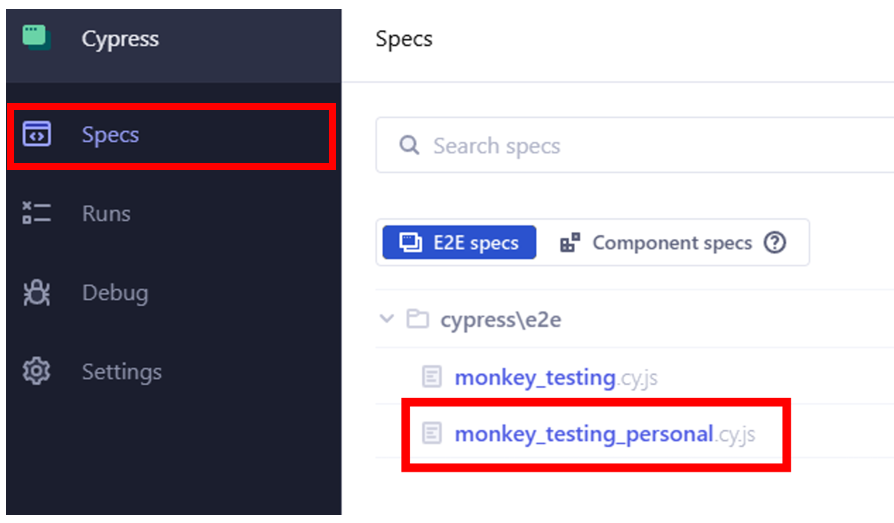 Cypress
Specs
Runs
Debug
Settings
Specs
Search specs
E2E specs Component specs ?
cypress\e2e
monkey_testing.cy.js
monkey_testing_personal.cy.js